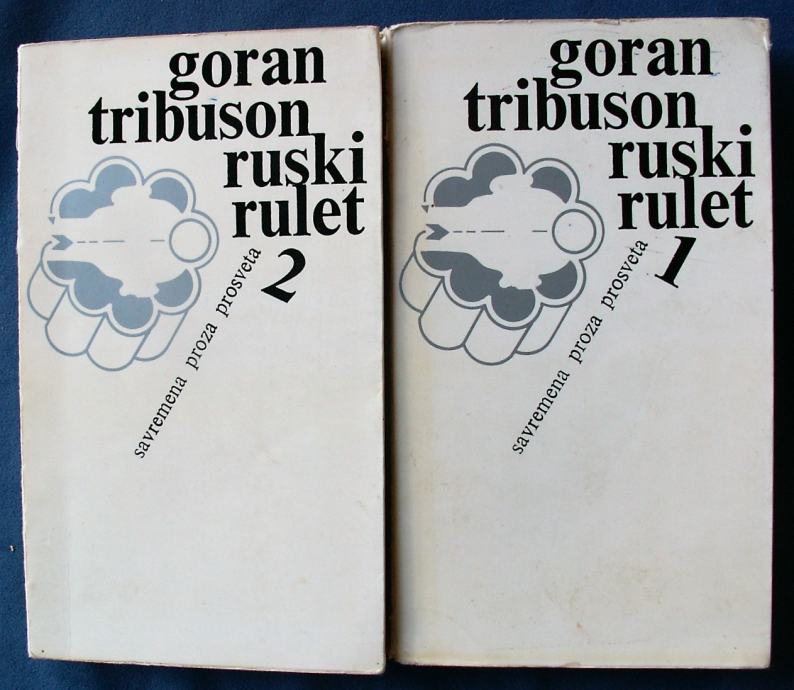 goran
tribuson
ruski
rulet
2
savremena proza prosveta
goran
tribuson
ruski
rulet
1
savremena proza prosveta